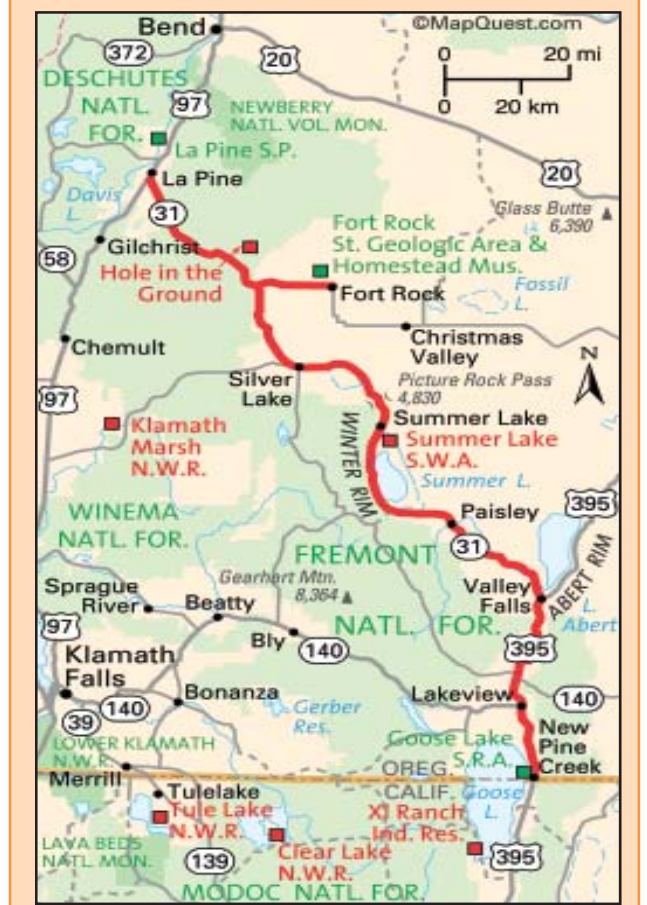 ©MapQuest.com
Bend
0 20 mi
0 20 km
372
20
DESCHUTES
NATL.
FOR.
97
NEWBERRY
NATL. VOL. MON.
La Pine S.P.
La Pine
20
Davis
L.
31
Glass Butte
6,390
Gilchrist
58
Fort Rock
St. Geologic Area &
Homestead Mus.
Hole in the
Ground
Fort Rock
Fossil
L.
Chemult
Christmas
Valley
N
Silver
Lake
Picture Rock Pass
4,830
97
Klamath
Marsh
N.W.R.
WINTER RIM
Summer Lake
Summer Lake
S.W.A.
Summer L.
395
WINEMA
NATL. FOR.
Paisley
31
FREMONT
NATL. FOR.
Gearhart Mtn.
8,364
Valley
Falls
ABERT RIM
L.
Abert
Sprague
River
Beatty
97
Bly
140
395
Klamath
Falls
Bonanza
Lakeview
140
39
140
Gerber
Res.
New
Pine
Creek
LOWER KLAMATH
N.W.R.
Goose Lake
S.R.A.
Merrill
OREG.
CALIF.
Goose
L.
Tulelake
Tule Lake
N.W.R.
XL Ranch
Ind. Res.
LAVA BEDS
NATL. MON.
139
Clear Lake
N.W.R.
395
MODOC NATL. FOR.